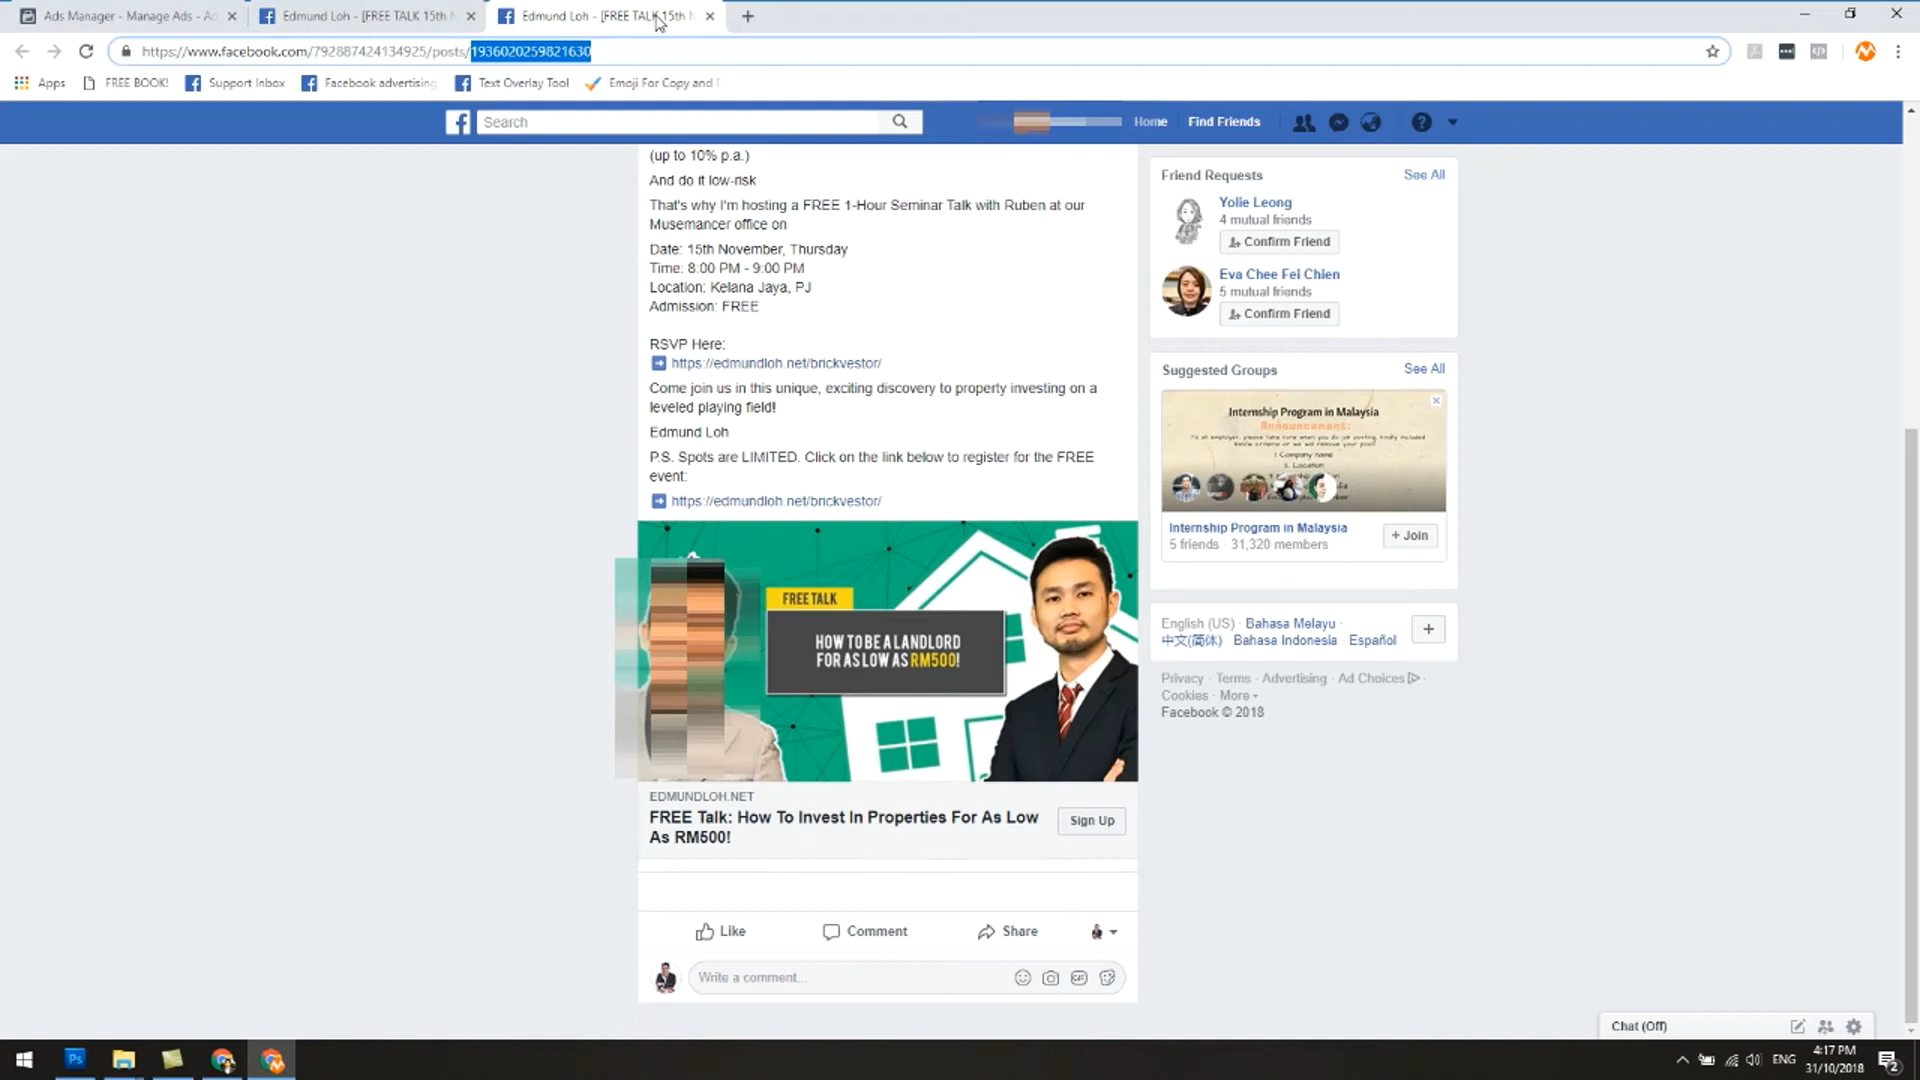 Ads Manager - Manage Ads - Ad
Edmund Loh - [FREE TALK 15th N
Edmund Loh - [FREE TALK 15th N
https://www.facebook.com/792887424134925/posts/1936020259821630
Apps
FREE BOOK!
Support Inbox
Facebook advertising
Text Overlay Tool
Emoji For Copy and
Search
Home
Find Friends
(up to 10% p.a.)
And do it low-risk
That's why I'm hosting a FREE 1-Hour Seminar Talk with Ruben at our
Musemancer office on
Date: 15th November, Thursday
Time: 8.00 PM - 9:00 PM
Location: Kelana Jaya, PJ
Admission: FREE
RSVP Here:
https://edmundloh.net/brickvestor/
Come join us in this unique, exciting discovery to property investing on a
leveled playing field!
Edmund Loh
P.S. Spots are LIMITED. Click on the link below to register for the FREE
event:
https://edmundloh.net/brickvestor/
FREE TALK
HOW TO BE A LANDLORD
FOR AS LOW AS RM500!
EDMUNDLOH.NET
FREE Talk: How To Invest In Properties For As Low
As RM500!
Sign Up
Like
Comment
Share
Write a comment...
Friend Requests
See All
Yolie Leong
4 mutual friends
Confirm Friend
Eva Chee Fei Chien
5 mutual friends
Confirm Friend
Suggested Groups
See All
Internship Program in Malaysia
Announcement:
1 Company name
2. Location
Internship Program in Malaysia
5 friends · 31,320 members
+ Join
English (US) · Bahasa Melayu ·
中文(简体) · Bahasa Indonesia · Español
Privacy · Terms · Advertising · Ad Choices ·
Cookies · More
Facebook © 2018
Chat (Off)
Ps
ENG
4:17 PM
31/10/2018
2